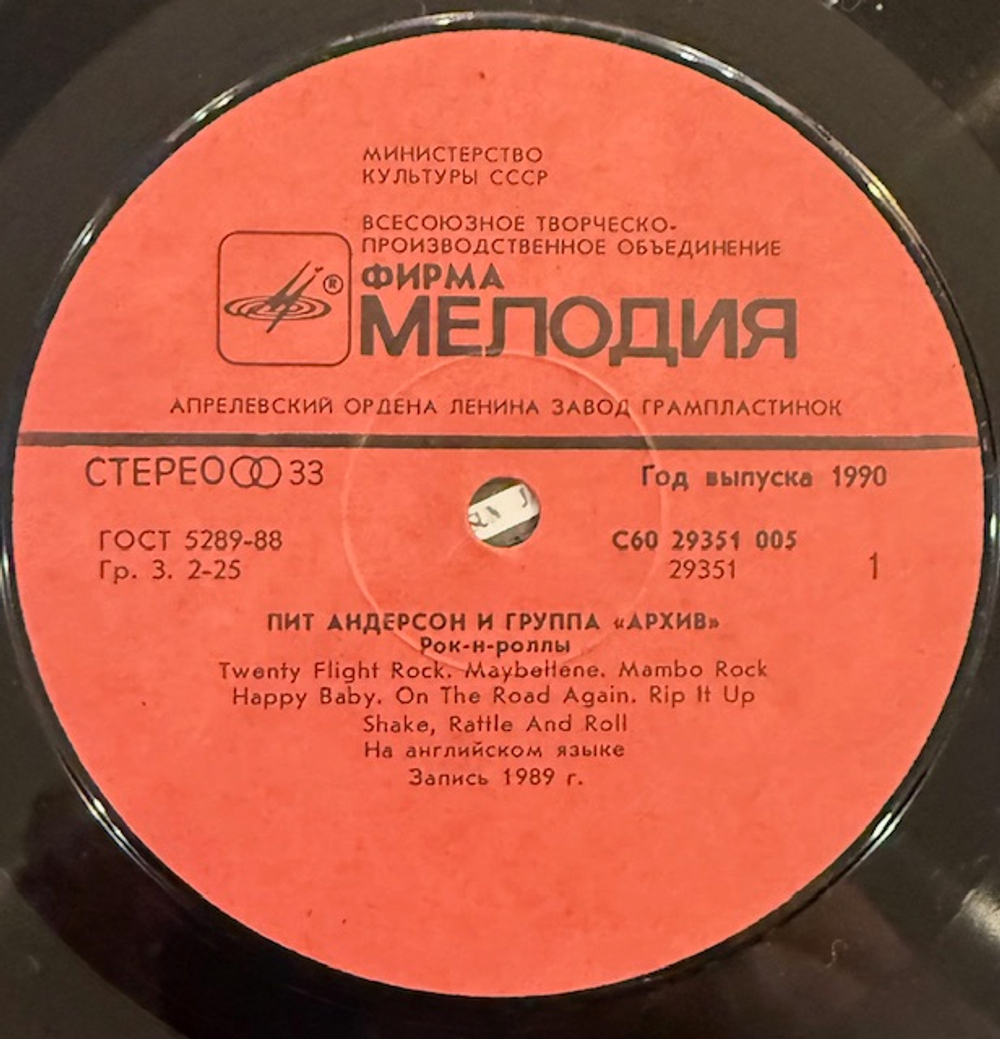 МИНИСТЕРСТВО
КУЛЬТУРЫ СССР
ВСЕСОЮЗНОЕ ТВОРЧЕСКО-
ПРОИЗВОДСТВЕННОЕ ОБЪЕДИНЕНИЕ
®
ФИРМА
МЕЛОДИЯ
АПРЕЛЕВСКИЙ ОРДЕНА ЛЕНИНА ЗАВОД ГРАМПЛАСТИНОК
СТЕРЕО 33 Год выпуска 1990
ГОСТ 5289-88 С60 29351 005
Гр. 3. 2-25 29351 1
ПИТ АНДЕРСОН И ГРУППА «АРХИВ»
Рок-н-роллы
Twenty Flight Rock. Maybellene. Mambo Rock
Happy Baby. On The Road Again. Rip It Up
Shake, Rattle And Roll
На английском языке
Запись 1989 г.